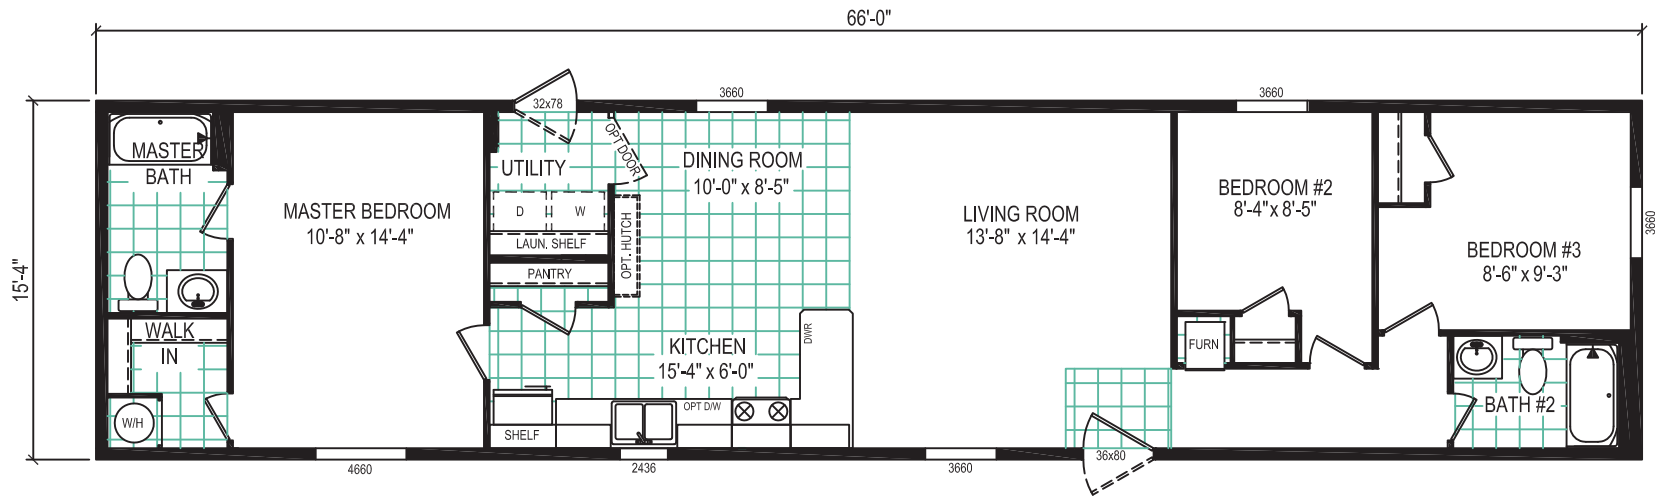 66'-0"
15'-4"
32x78
3660
3660
MASTER
BATH
UTILITY
OPT DOOR
DINING ROOM
10'-0" x 8'-5"
MASTER BEDROOM
10'-8" x 14'-4"
D
W
LAUN. SHELF
OPT. HUTCH
PANTRY
LIVING ROOM
13'-8" x 14'-4"
BEDROOM #2
8'-4" x 8'-5"
BEDROOM #3
8'-6" x 9'-3"
3660
WALK
IN
KITCHEN
15'-4" x 6'-0"
DWR
FURN
W/H
SHELF
OPT D/W
BATH #2
36x80
4660
2436
3660